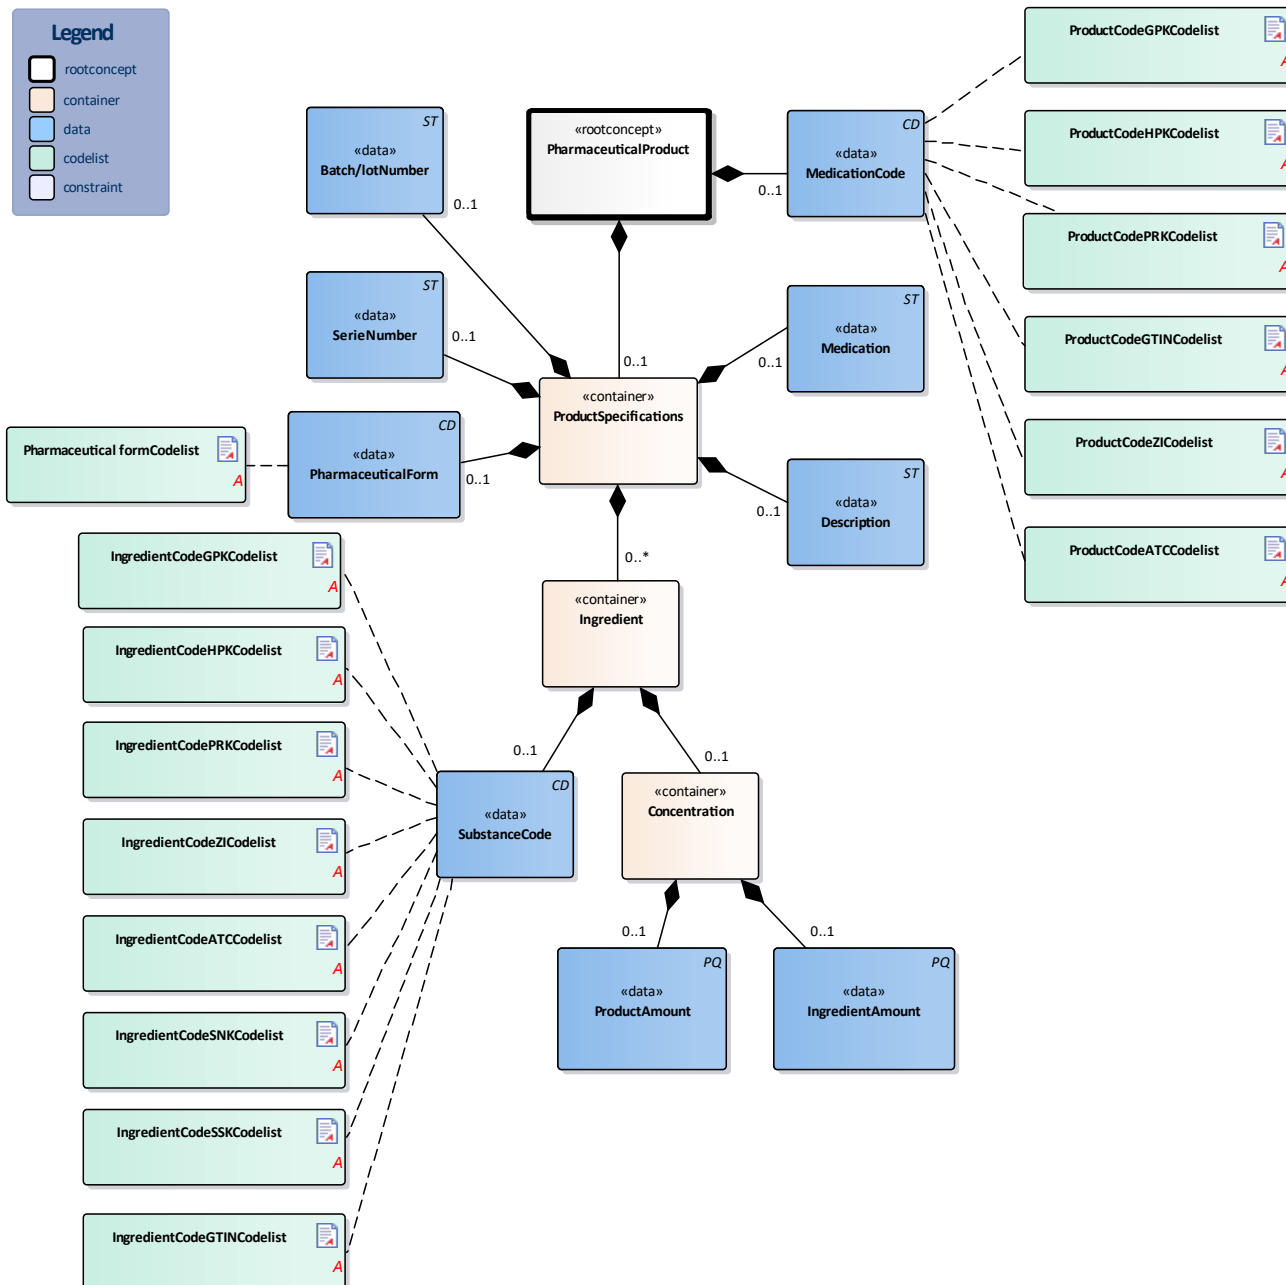 Legend
rootconcept
container
data
codelist
constraint
ST
«data»
Batch/lotNumber
0..1
«rootconcept»
PharmaceuticalProduct
0..1
CD
«data»
MedicationCode
ProductCodeGPKCodelist
A
ProductCodeHPKCodelist
A
ProductCodePRKCodelist
A
ProductCodeGTINCodelist
A
ProductCodeZICodelist
A
ProductCodeATCCodelist
A
ST
«data»
SerieNumber
0..1
0..1
ST
«data»
Medication
0..1
«container»
ProductSpecifications
Pharmaceutical formCodelist
A
CD
«data»
PharmaceuticalForm
0..1
ST
«data»
Description
0..1
0..*
«container»
Ingredient
IngredientCodeGPKCodelist
A
IngredientCodeHPKCodelist
A
IngredientCodePRKCodelist
A
IngredientCodeZICodelist
A
IngredientCodeATCCodelist
A
IngredientCodeSNKCodelist
A
IngredientCodeSSKCodelist
A
IngredientCodeGTINCodelist
A
0..1
0..1
CD
«data»
SubstanceCode
«container»
Concentration
0..1
0..1
PQ
«data»
ProductAmount
PQ
«data»
IngredientAmount